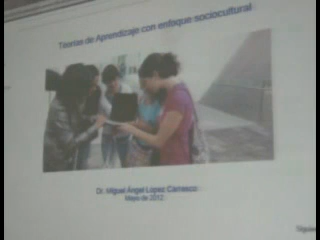 Teorías de Aprendizaje con enfoque sociocultural
Dr. Miguel Ángel López Carrasco
Mayo de 2012